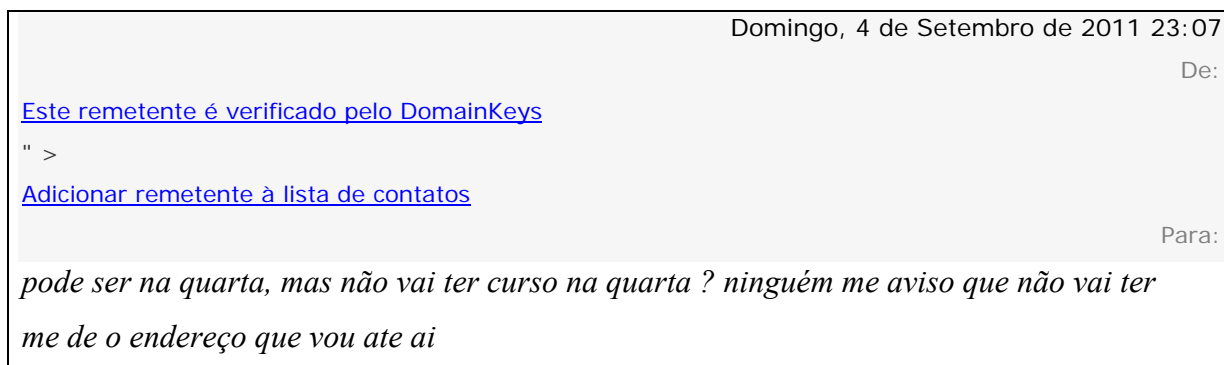 Domingo, 4 de Setembro de 2011 23:07
De:
Este remetente é verificado pelo DomainKeys
" >
Adicionar remetente à lista de contatos
Para:
pode ser na quarta, mas não vai ter curso na quarta ? ninguém me aviso que não vai ter
me de o endereço que vou ate ai